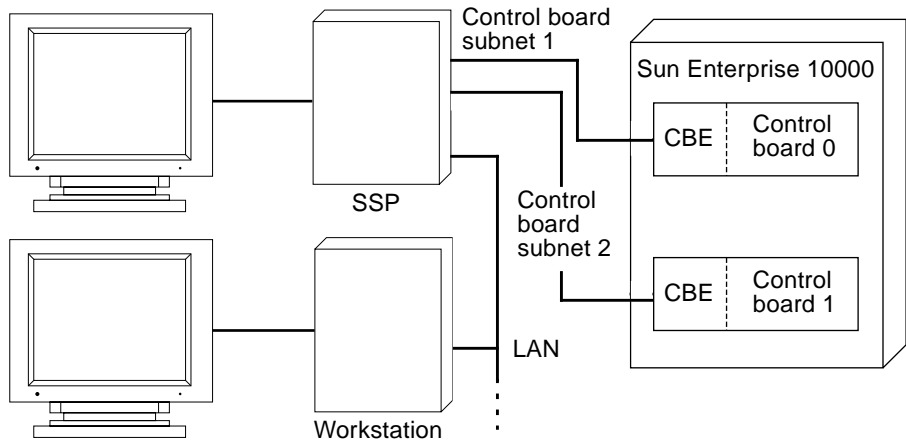 Control board
subnet 1
Sun Enterprise 10000
CBE
Control
board 0
SSP
Control
board
subnet 2
CBE
Control
board 1
LAN
Workstation